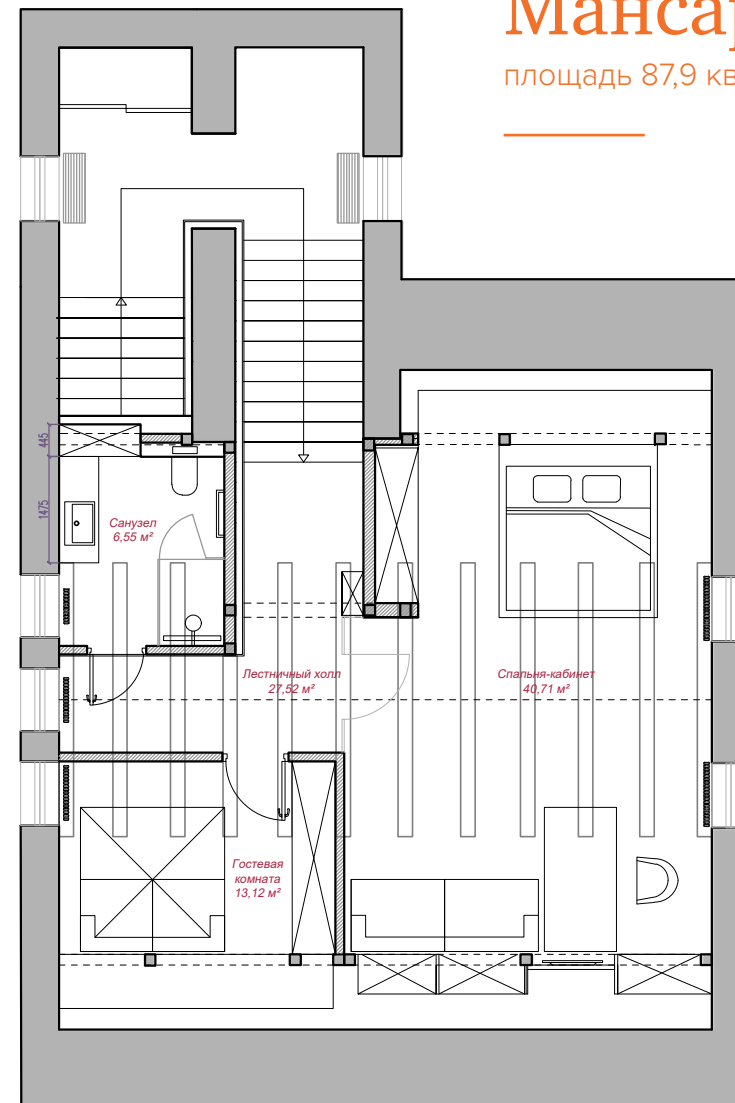 Мансар
площадь 87,9 кв
445
1475
Санузел
6,55 м²
Лестничный холл
27,52 м²
Спальня-кабинет
40,71 м²
Гостевая
комната
13,12 м²